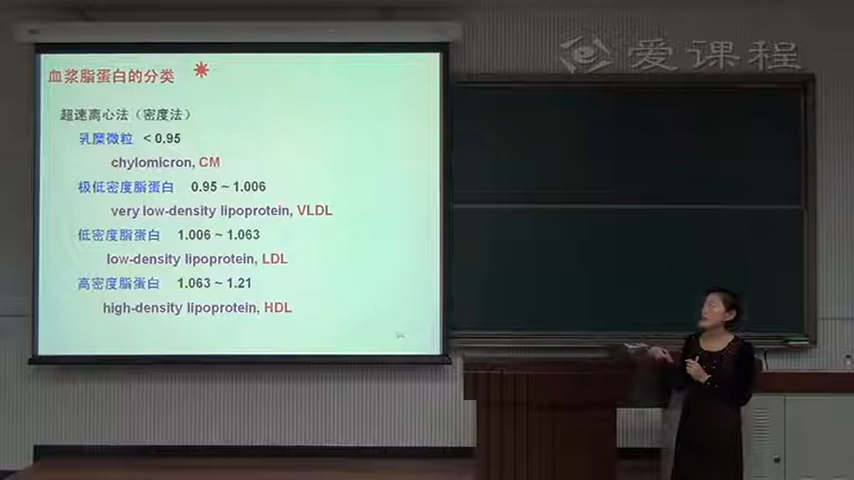 爱课程
血浆脂蛋白的分类 *
超速离心法（密度法）
乳糜微粒 < 0.95
chylomicron, CM
极低密度脂蛋白 0.95 ~ 1.006
very low-density lipoprotein, VLDL
低密度脂蛋白 1.006 ~ 1.063
low-density lipoprotein, LDL
高密度脂蛋白 1.063 ~ 1.21
high-density lipoprotein, HDL